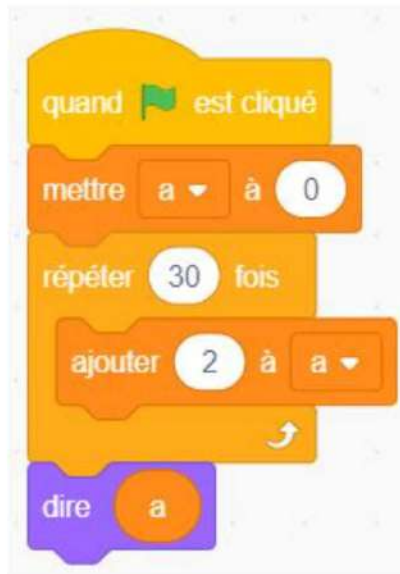 quand est cliqué
mettre a à 0
répéter 30 fois
ajouter 2 à a
dire a